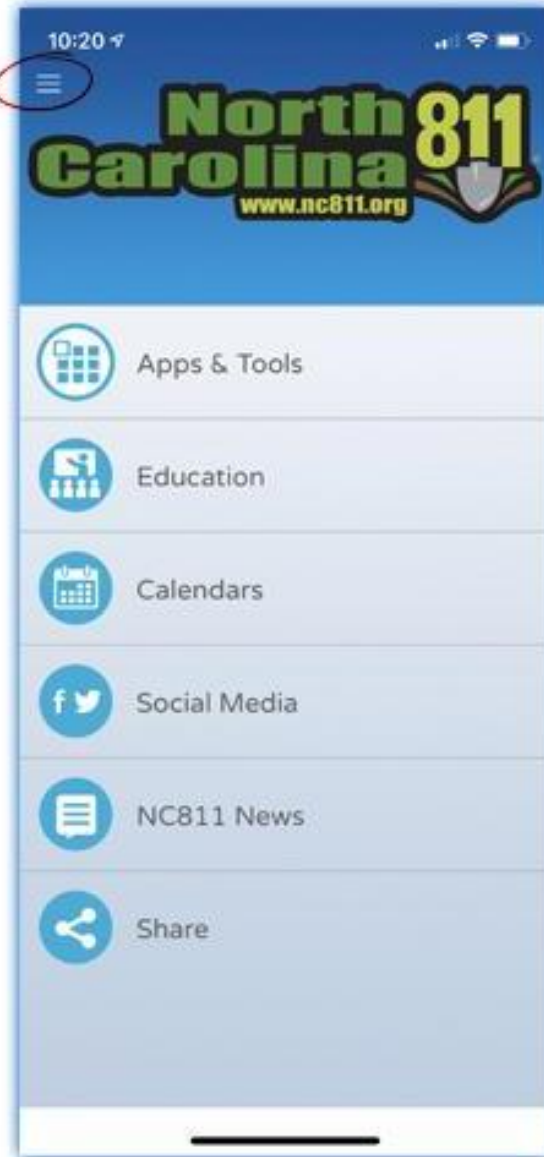 10:20
North
Carolina 811
www.nc811.org
Apps & Tools
Education
Calendars
Social Media
NC811 News
Share